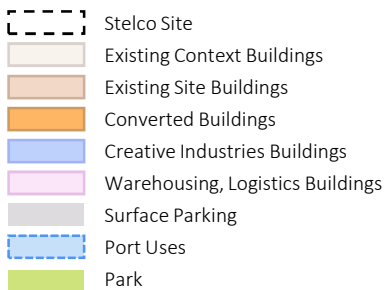 Stelco Site
Existing Context Buildings
Existing Site Buildings
Converted Buildings
Creative Industries Buildings
Warehousing, Logistics Buildings
Surface Parking
Port Uses
Park